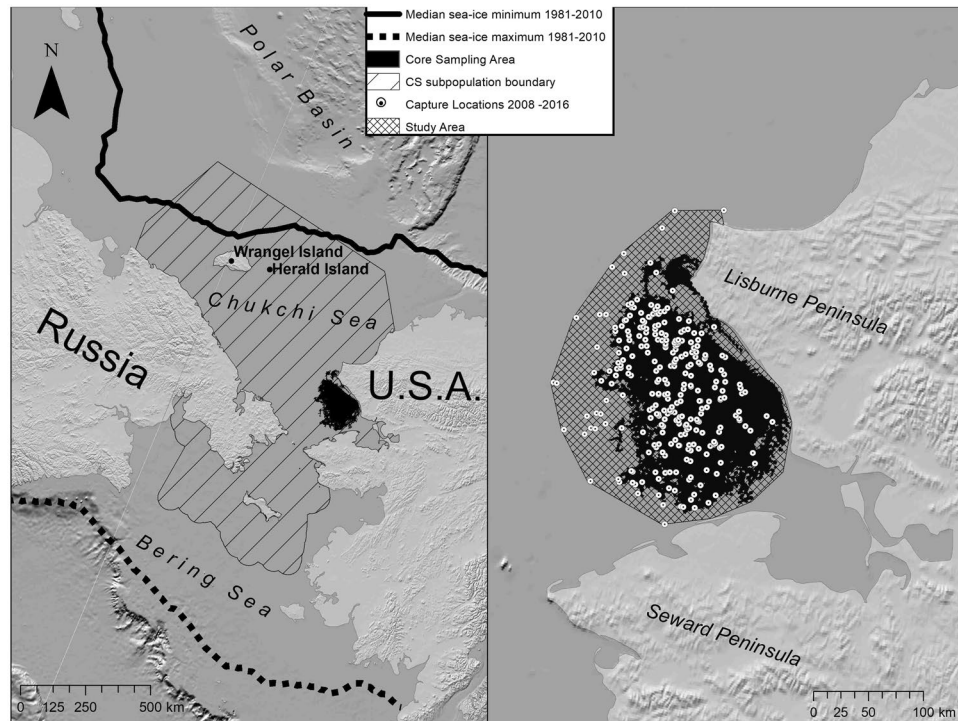 Median sea-ice minimum 1981-2010
Median sea-ice maximum 1981-2010
Core Sampling Area
CS subpopulation boundary
Capture Locations 2008 -2016
Study Area
N
Polar Basin
Wrangel Island
Herald Island
Chukchi Sea
Russia
U.S.A.
Bering Sea
0 125 250 500 km
Lisburne Peninsula
Seward Peninsula
0 25 50 100 km